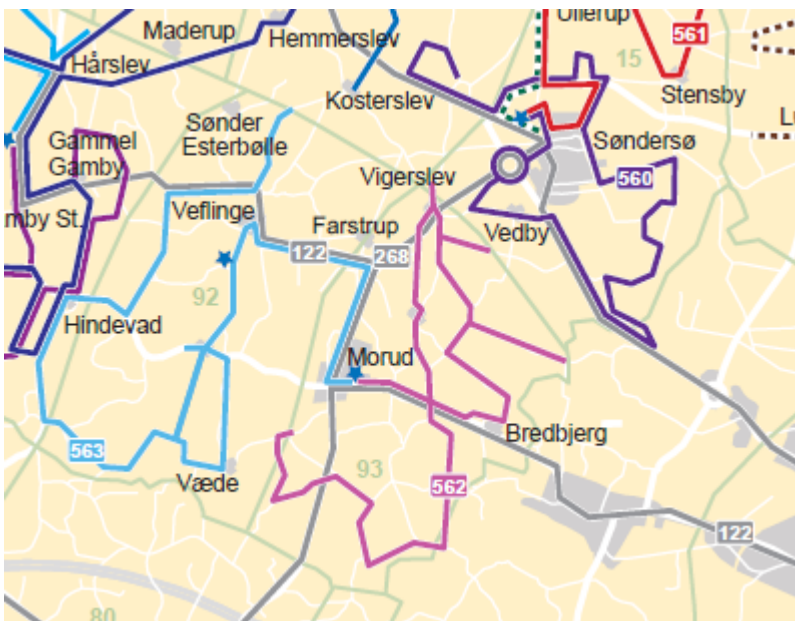 Ullerup
Maderup
Hemmerslev
561
15
Hårslev
Stensby
Kosterslev
Sønder
Esterbølle
Gammel
Gamby
Søndersø
Vigerslev
560
mby St.
Veflinge
Farstrup
Vedby
122
268
92
Hindevad
Morud
Bredbjerg
563
Væde
93
562
122
80